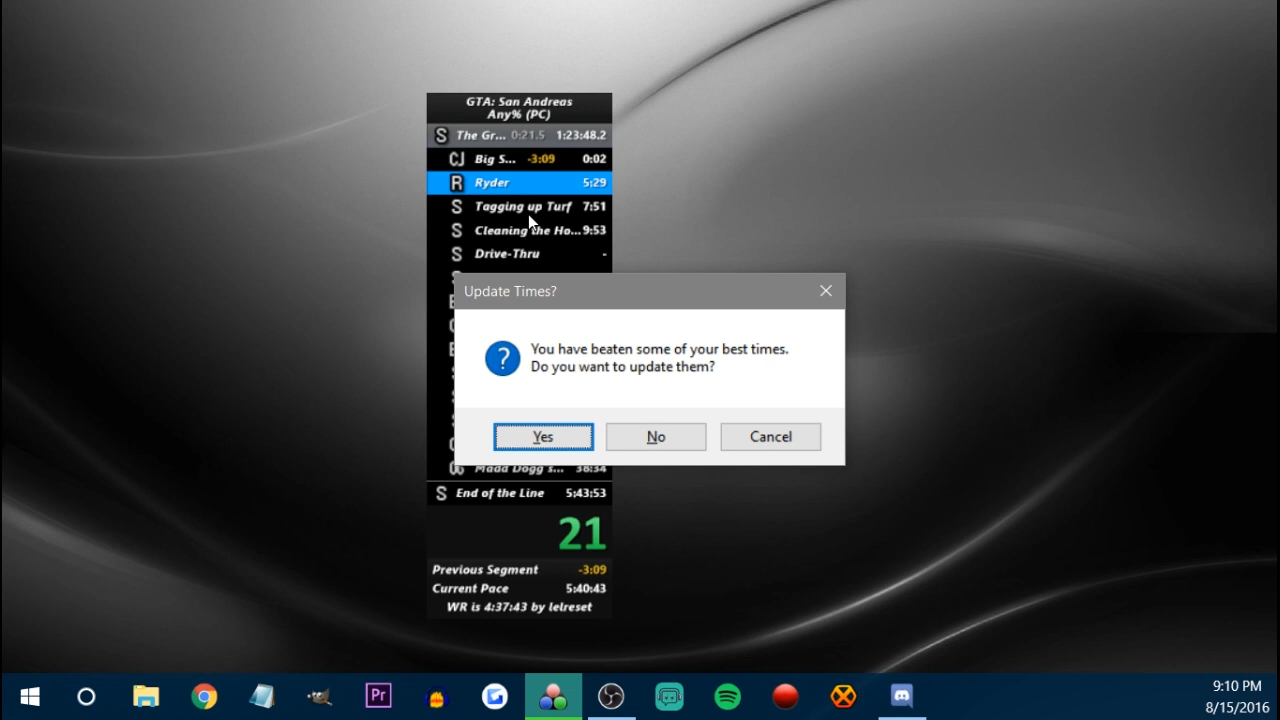 GTA: San Andreas
Any% (PC)
S The Gr... 0:21.5 1:23:48.2
CJ Big S... -3:09 0:02
R Ryder 5:29
S Tagging up Turf 7:51
S Cleaning the Ho... 9:53
S Drive-Thru -
Update Times?
You have beaten some of your best times.
Do you want to update them?
Yes No Cancel
Madd Dogg's... 38:34
S End of the Line 5:43:53
21
Previous Segment -3:09
Current Pace 5:40:43
WR is 4:37:43 by lelreset
Pr
9:10 PM
8/15/2016